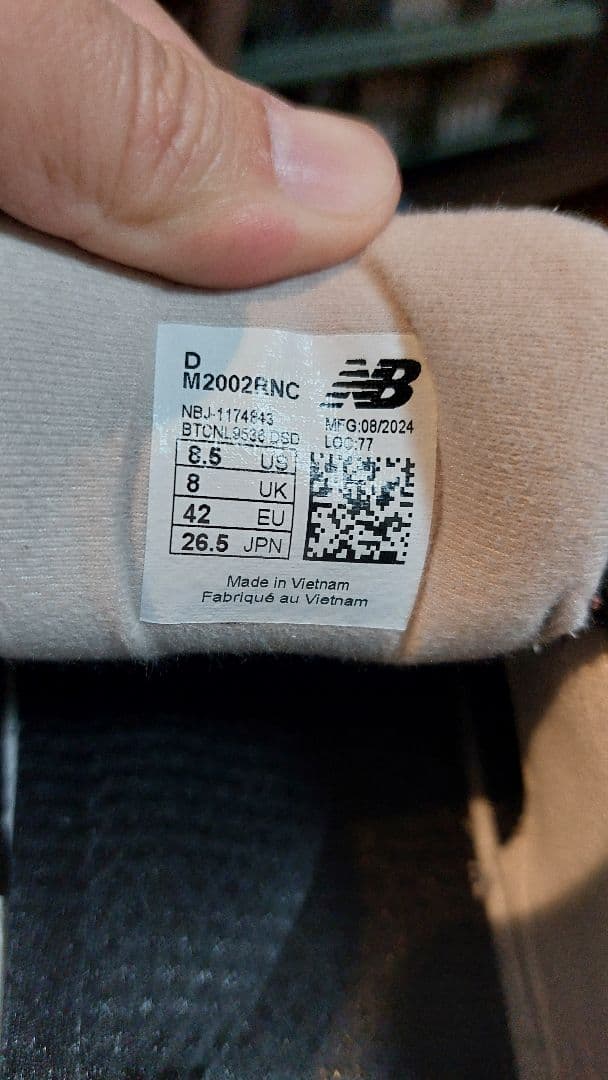 D
M2002RNC
NB
NBJ-1174843
MFG:08/2024
BTCNL9536 DSD
LOC:77
8.5 US
8 UK
42 EU
26.5 JPN
Made in Vietnam
Fabriqué au Vietnam